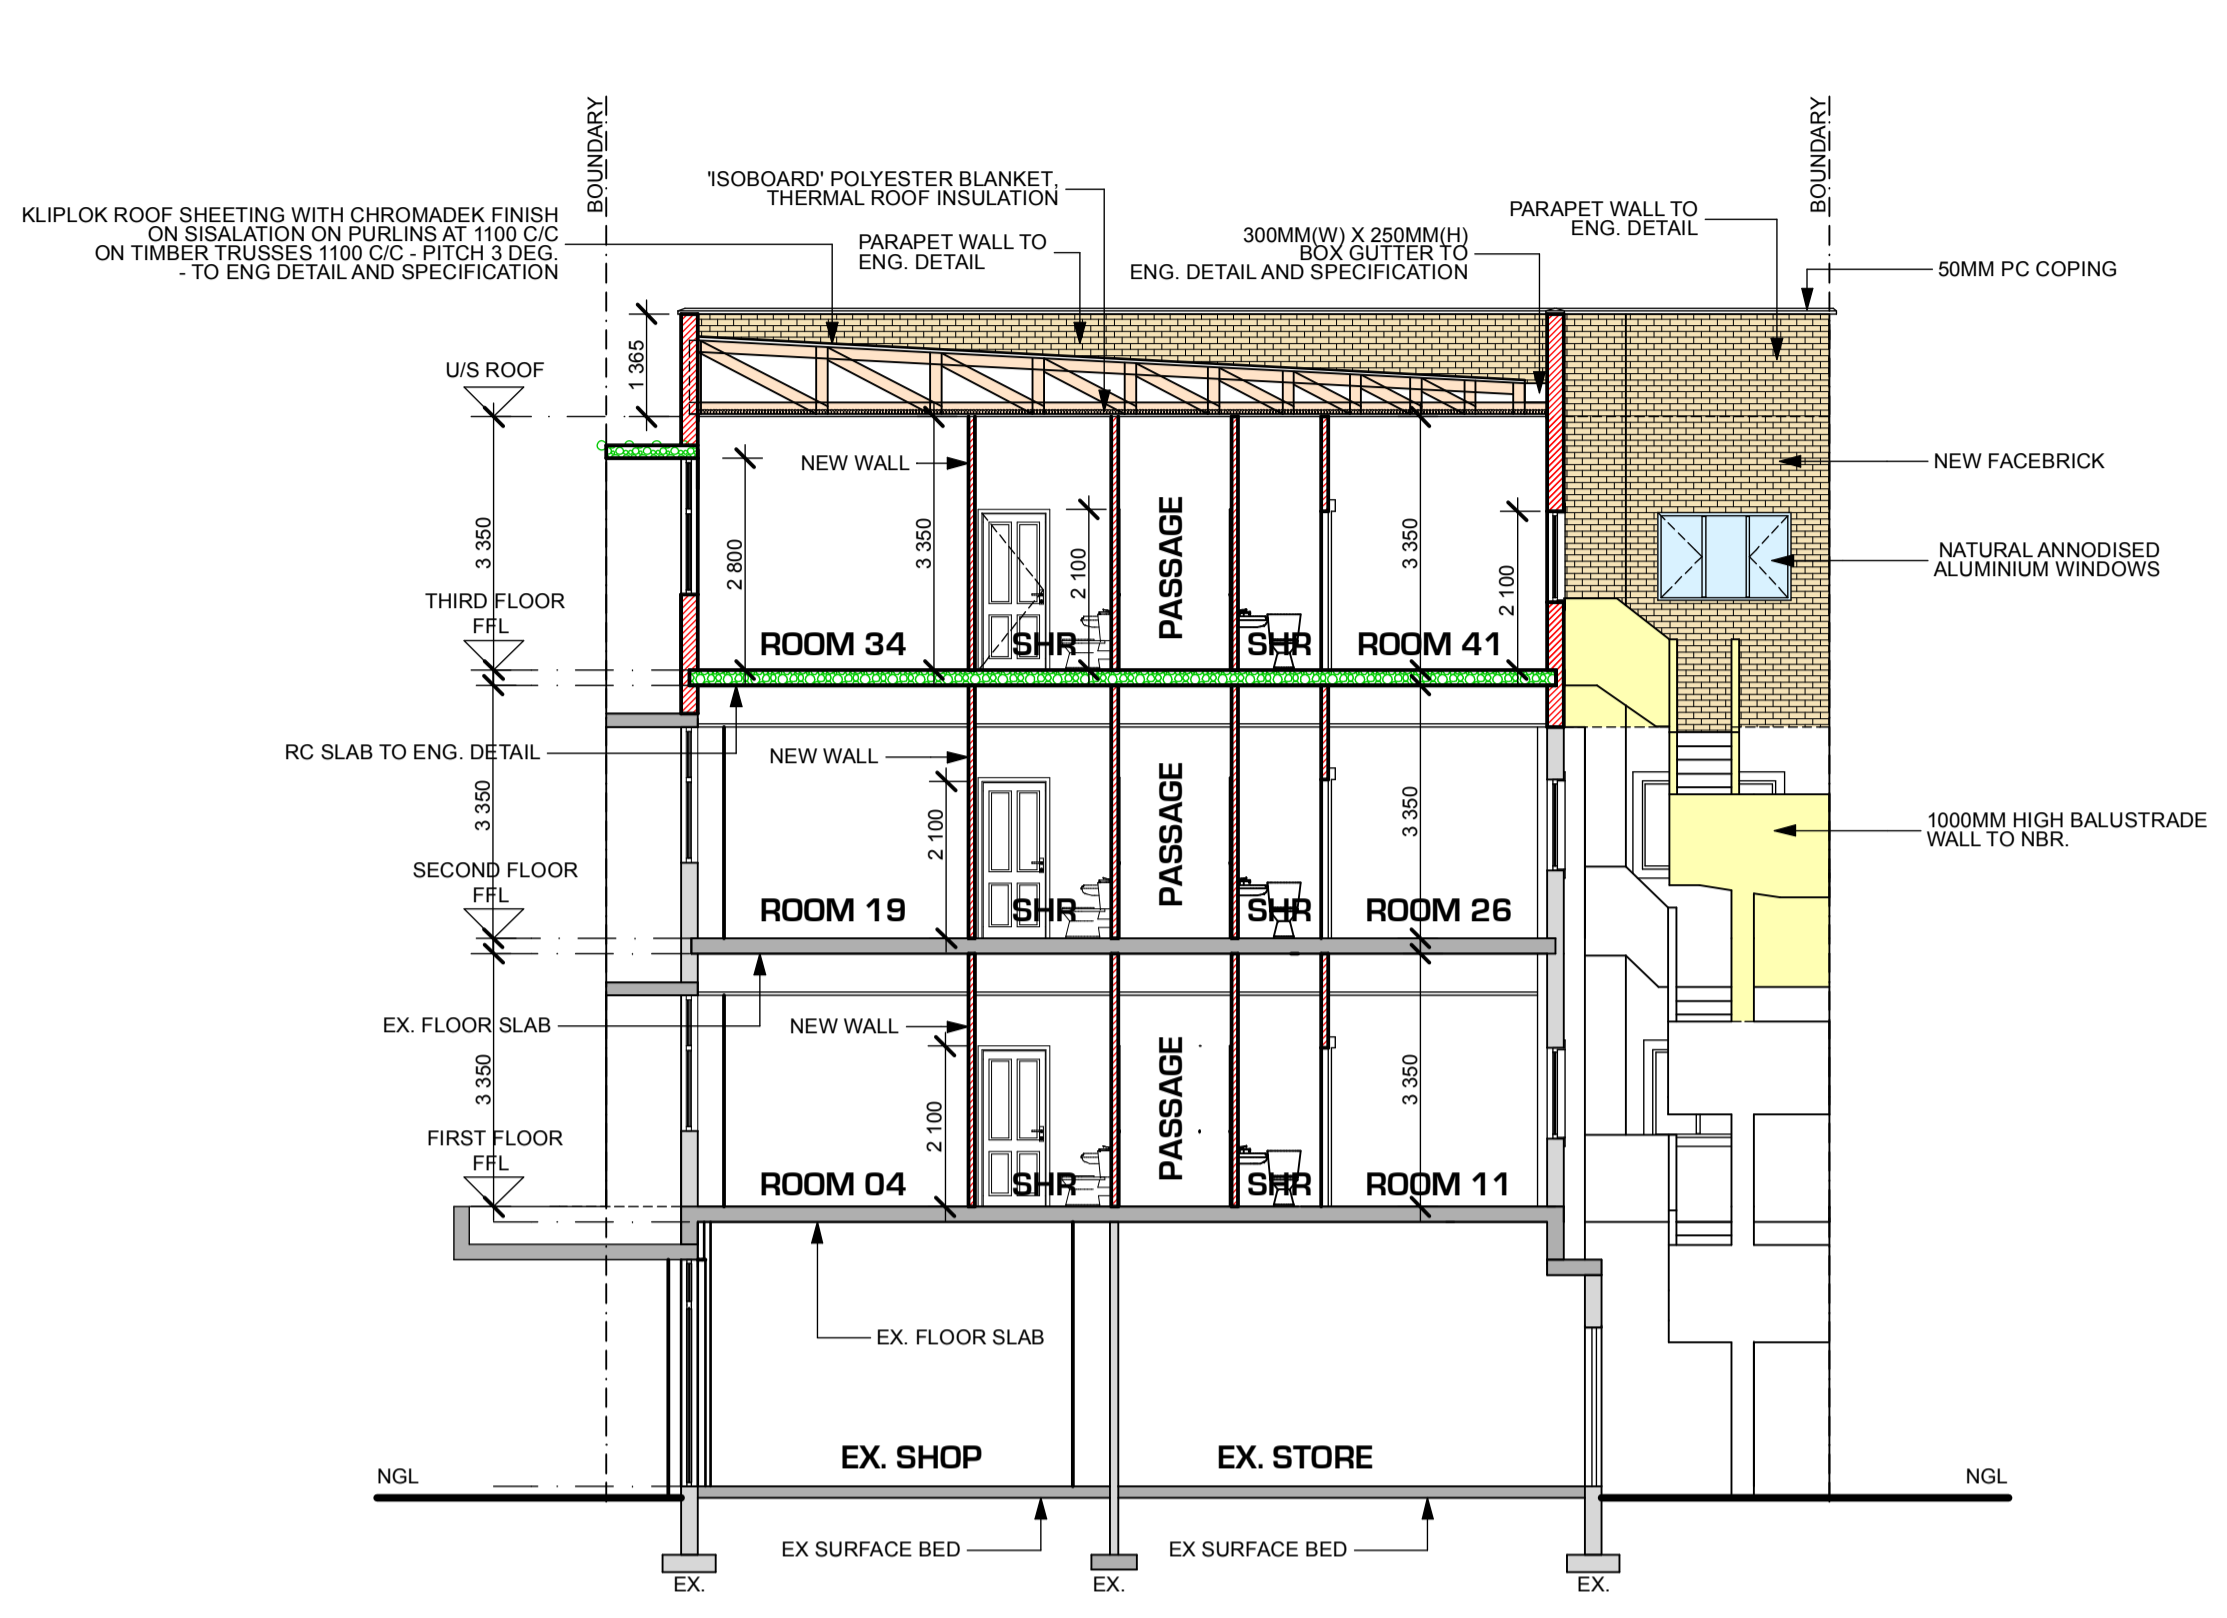 BOUNDARY
BOUNDARY
'ISOBOARD' POLYESTER BLANKET,
THERMAL ROOF INSULATION
KLIPLOK ROOF SHEETING WITH CHROMADEK FINISH
ON SISALATION ON PURLINS AT 1100 C/C
ON TIMBER TRUSSES 1100 C/C - PITCH 3 DEG.
- TO ENG DETAIL AND SPECIFICATION
PARAPET WALL TO
ENG. DETAIL
300MM(W) X 250MM(H)
BOX GUTTER TO
ENG. DETAIL AND SPECIFICATION
PARAPET WALL TO
ENG. DETAIL
50MM PC COPING
1 365
U/S ROOF
NEW WALL
NEW FACEBRICK
3 350
2 800
3 350
2 100
PASSAGE
3 350
2 100
NATURAL ANNODISED
ALUMINIUM WINDOWS
THIRD FLOOR
FFL
ROOM 34
SHR
SHR
ROOM 41
RC SLAB TO ENG. DETAIL
NEW WALL
3 350
2 100
PASSAGE
3 350
1000MM HIGH BALUSTRADE
WALL TO NBR.
SECOND FLOOR
FFL
ROOM 19
SHR
SHR
ROOM 26
EX. FLOOR SLAB
NEW WALL
3 350
2 100
PASSAGE
3 350
FIRST FLOOR
FFL
ROOM 04
SHR
SHR
ROOM 11
EX. FLOOR SLAB
EX. SHOP
EX. STORE
NGL
NGL
EX SURFACE BED
EX SURFACE BED
EX.
EX.
EX.